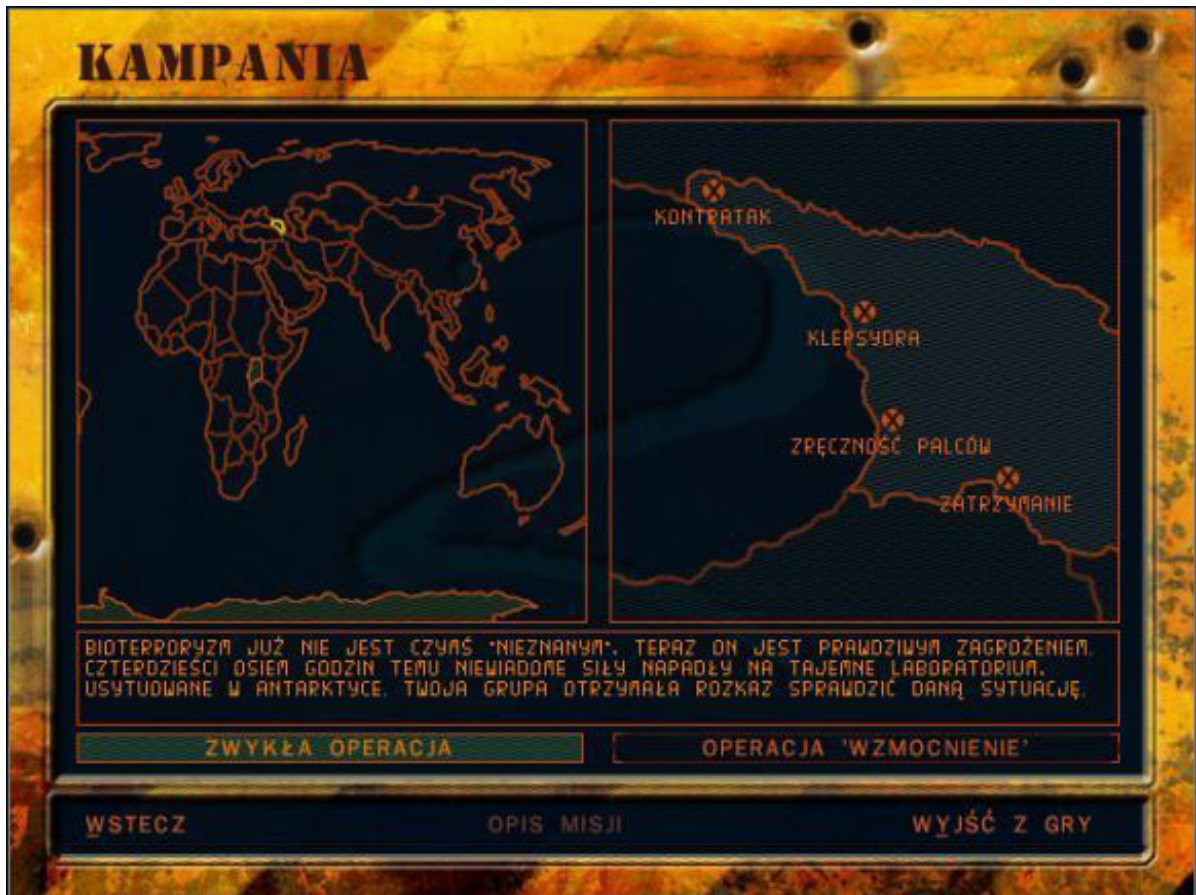 KAMPANIA
KONTRATAK
KLEPSYDRA
ZRĘCZNOŚĆ PALCÓW
ZATRZYMANIE
BIOTERRORYZM JUŻ NIE JEST CZYMŚ "NIEZNANYM". TERAZ ON JEST PRAWDZIWYM ZAGROŻENIEM.
CZTERDZIEŚCI OSIEM GODZIN TEMU NIEWIADOME SIŁY NAPADŁY NA TAJEMNE LABORATORIUM,
USYTUOWANE W ANTARKTYCE. TWOJA GRUPA OTRZYMAŁA ROZKAZ SPRAWDZIĆ DANĄ SYTUACJĘ.
ZWYKŁA OPERACJA
OPERACJA 'WZMOCNIENIE'
WSTECZ
OPIS MISJI
WYJŚĆ Z GRY